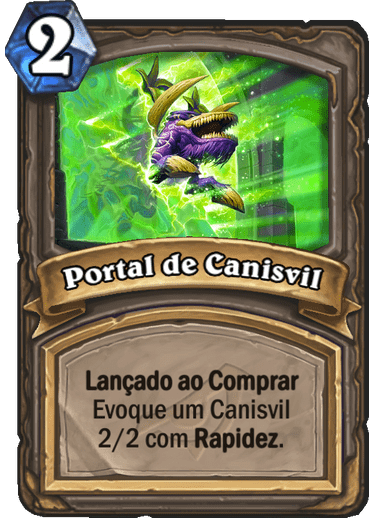 2
Portal de Canisvil
Lançado ao Comprar
Evoque um Canisvil
2/2 com Rapidez.